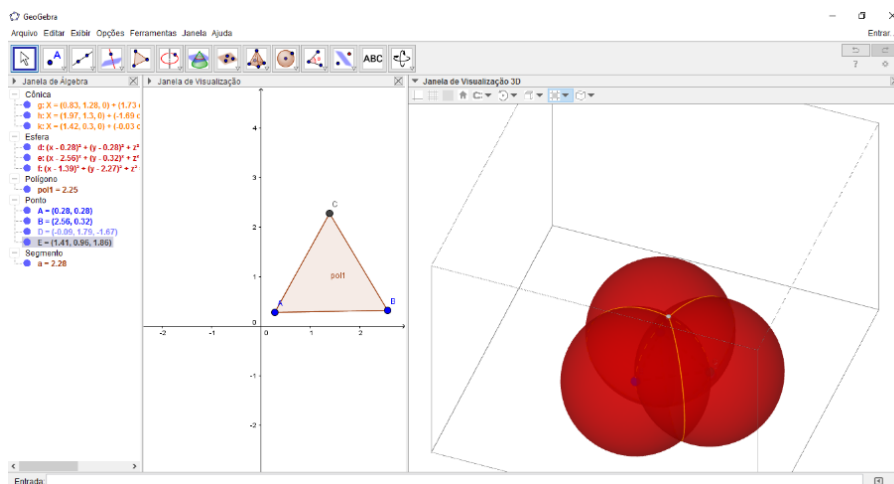 GeoGebra
Arquivo Editar Exibir Opções Ferramentas Janela Ajuda
Entrar...
A
ABC
Janela de Álgebra
Cônica
g: X = (0.83, 1.28, 0) + (1.73 c
h: X = (1.97, 1.3, 0) + (-1.69 c
k: X = (1.42, 0.3, 0) + (-0.03 c
Esfera
d: (x - 0.28)² + (y - 0.28)² + z²
e: (x - 2.56)² + (y - 0.32)² + z²
f: (x - 1.39)² + (y - 2.27)² + z²
Polígono
pol1 = 2.25
Ponto
A = (0.28, 0.28)
B = (2.56, 0.32)
D = (-0.09, 1.79, -1.67)
E = (1.41, 0.96, 1.86)
Segmento
a = 2.28
Janela de Visualização
4
3
2
1
0
-1
-2
-2
-1
0
1
2
C
pol1
A
B
Janela de Visualização 3D
Entrada: